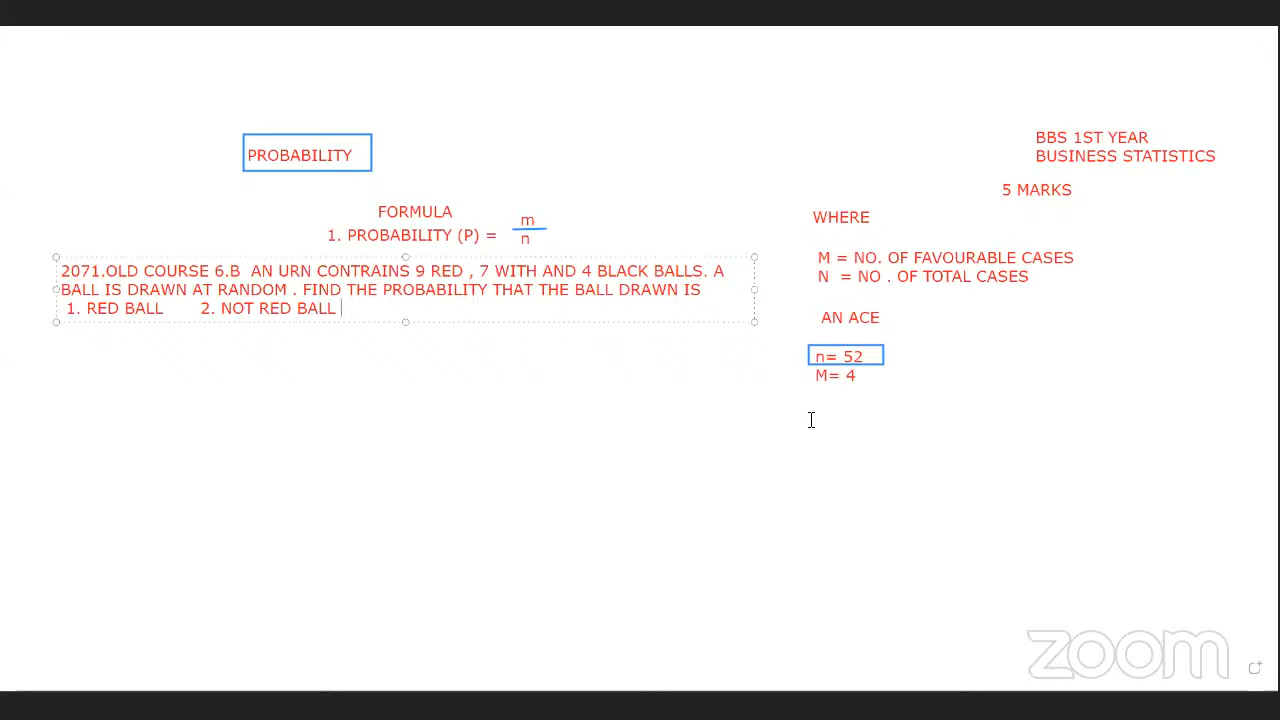 PROBABILITY
BBS 1ST YEAR
BUSINESS STATISTICS
5 MARKS
FORMULA
1. PROBABILITY (P) = m
n
2071.OLD COURSE 6.B AN URN CONTRAINS 9 RED , 7 WITH AND 4 BLACK BALLS. A
BALL IS DRAWN AT RANDOM . FIND THE PROBABILITY THAT THE BALL DRAWN IS
1. RED BALL 2. NOT RED BALL
WHERE
M = NO. OF FAVOURABLE CASES
N = NO . OF TOTAL CASES
AN ACE
n= 52
M= 4
zoom